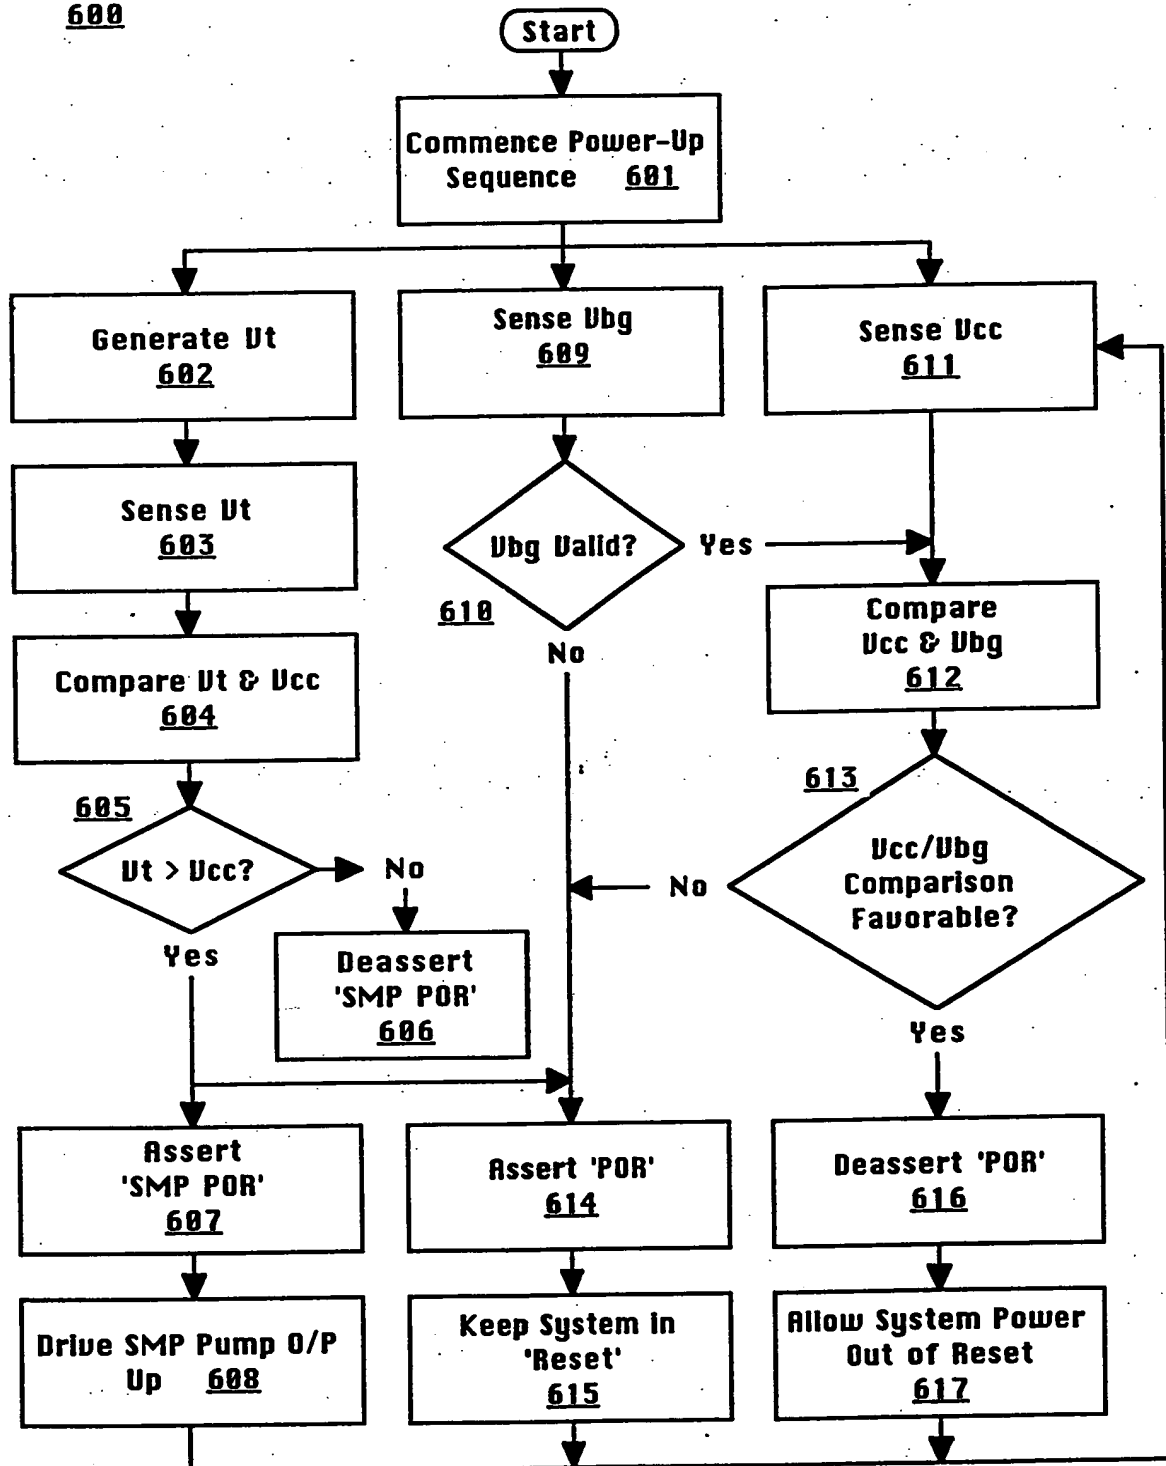 600
Start
Commence Power-Up
Sequence 601
Generate Vt
602
Sense Vbg
609
Sense Vcc
611
Sense Vt
603
Vbg Valid?
610
Yes
No
Compare
Vcc & Vbg
612
Compare Vt & Vcc
604
605
Vt > Vcc?
No
Yes
Deassert
'SMP POR'
606
613
Vcc/Vbg
Comparison
Favorable?
No
Yes
Assert
'SMP POR'
607
Assert 'POR'
614
Deassert 'POR'
616
Drive SMP Pump O/P
Up 608
Keep System in
'Reset'
615
Allow System Power
Out of Reset
617